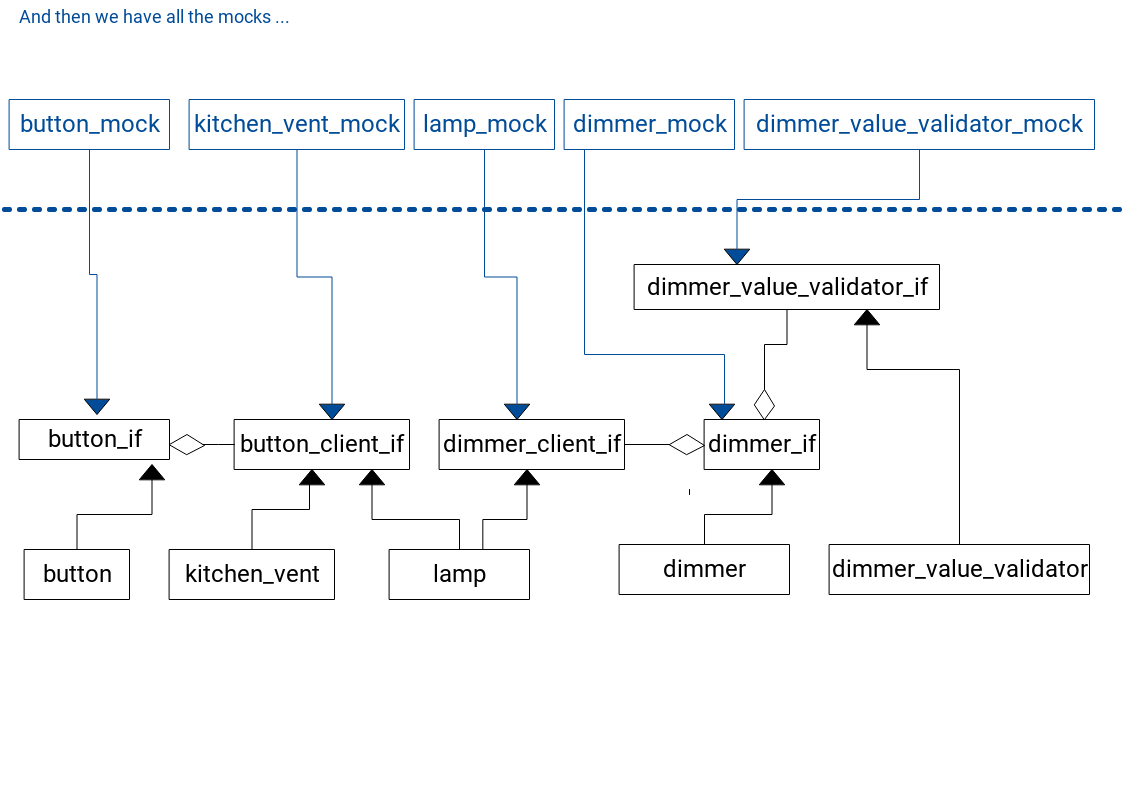 And then we have all the mocks ...
button_mock
kitchen_vent_mock
lamp_mock
dimmer_mock
dimmer_value_validator_mock
dimmer_value_validator_if
button_if
button_client_if
dimmer_client_if
dimmer_if
button
kitchen_vent
lamp
dimmer
dimmer_value_validator